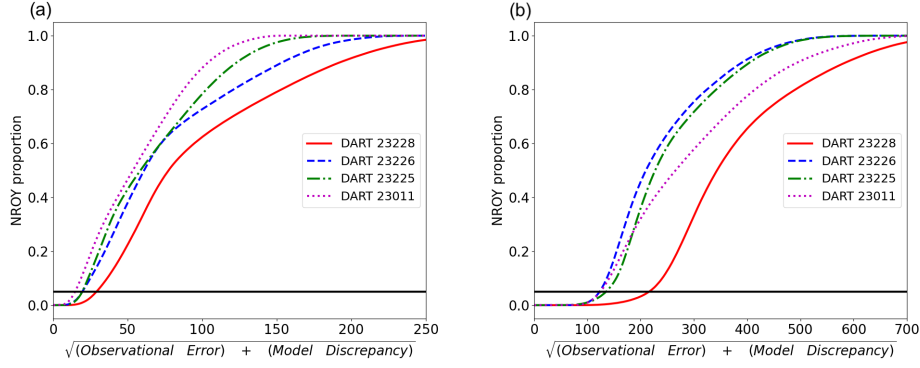 (a)
NROY proportion
1.0
0.8
0.6
0.4
0.2
0.0
DART 23228
DART 23226
DART 23225
DART 23011
0 50 100 150 200 250
√(Observational Error) + (Model Discrepancy)
(b)
NROY proportion
1.0
0.8
0.6
0.4
0.2
0.0
DART 23228
DART 23226
DART 23225
DART 23011
0 100 200 300 400 500 600 700
√(Observational Error) + (Model Discrepancy)